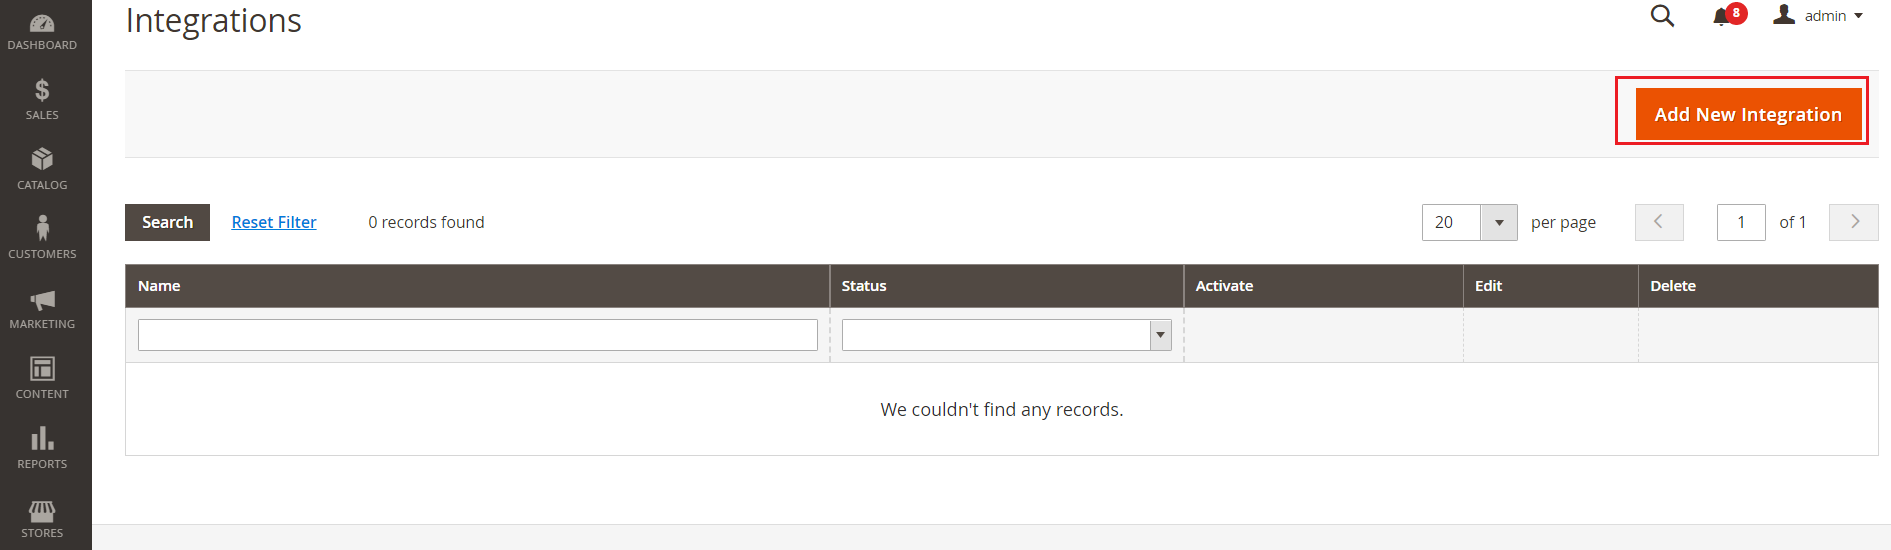 Integrations
8
admin
DASHBOARD
SALES
CATALOG
CUSTOMERS
MARKETING
CONTENT
REPORTS
STORES
Add New Integration
Search Reset Filter 0 records found 20 per page 1 of 1
Name Status Activate Edit Delete
We couldn't find any records.